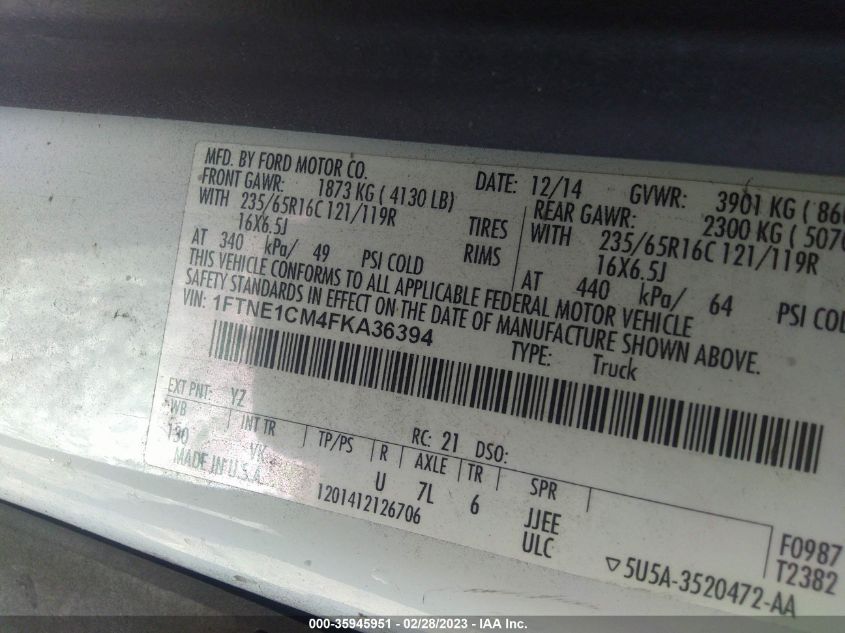 MFD. BY FORD MOTOR CO. DATE: 12/14 GVWR: 3901 KG ( 860
FRONT GAWR: 1873 KG ( 4130 LB) REAR GAWR: 2300 KG ( 5070
WITH 235/65R16C 121/119R TIRES WITH 235/65R16C 121/119R
16X6.5J RIMS 16X6.5J
AT 340 kPa/ 49 PSI COLD AT 440 kPa/ 64 PSI COL
THIS VEHICLE CONFORMS TO ALL APPLICABLE FEDERAL MOTOR VEHICLE
SAFETY STANDARDS IN EFFECT ON THE DATE OF MANUFACTURE SHOWN ABOVE.
VIN: 1FTNE1CM4FKA36394 TYPE: Truck
EXT PNT: YZ RC: 21 DSO:
WB INT TR TP/PS R AXLE TR SPR
130 VK U 7L 6 JJEE F0987
MADE IN U.S.A. 1201412126706 ULC T2382
▽5U5A-3520472-AA
000-35945951 - 02/28/2023 - IAA Inc.